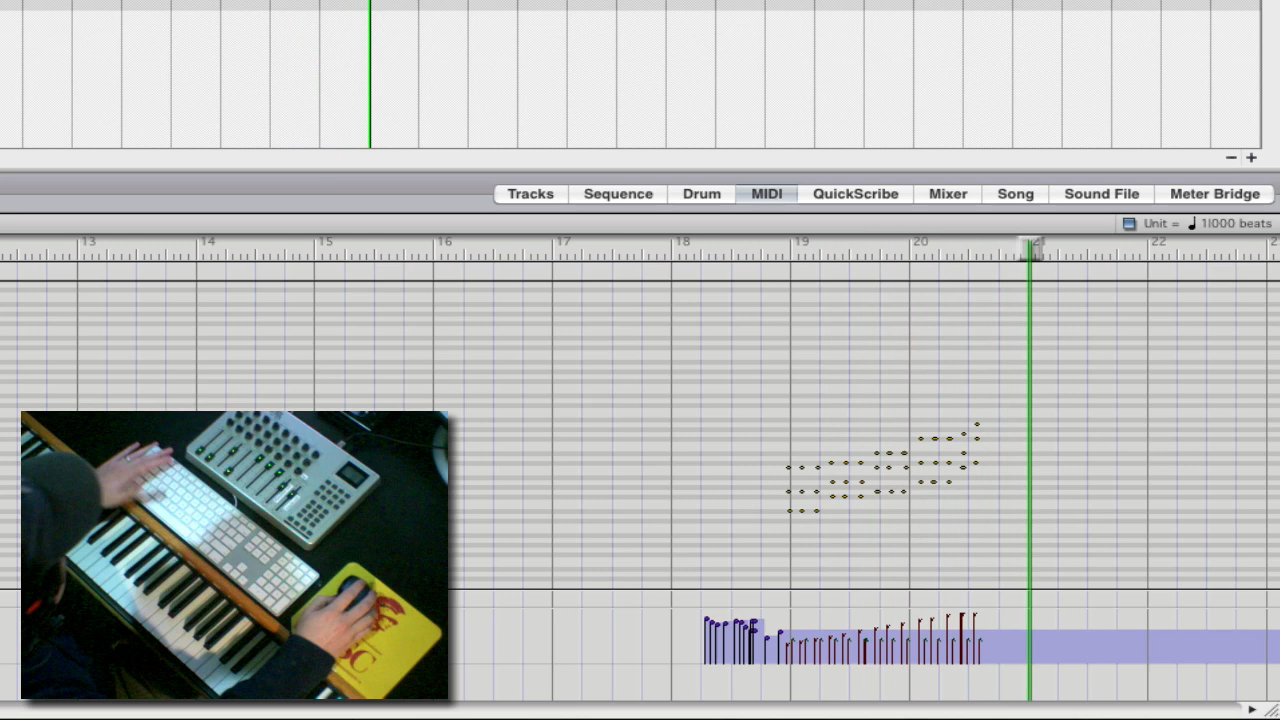 − +
Tracks Sequence Drum MIDI QuickScribe Mixer Song Sound File Meter Bridge
Unit = ♩ 1|000 beats
13 14 15 16 17 18 19 20 21 22